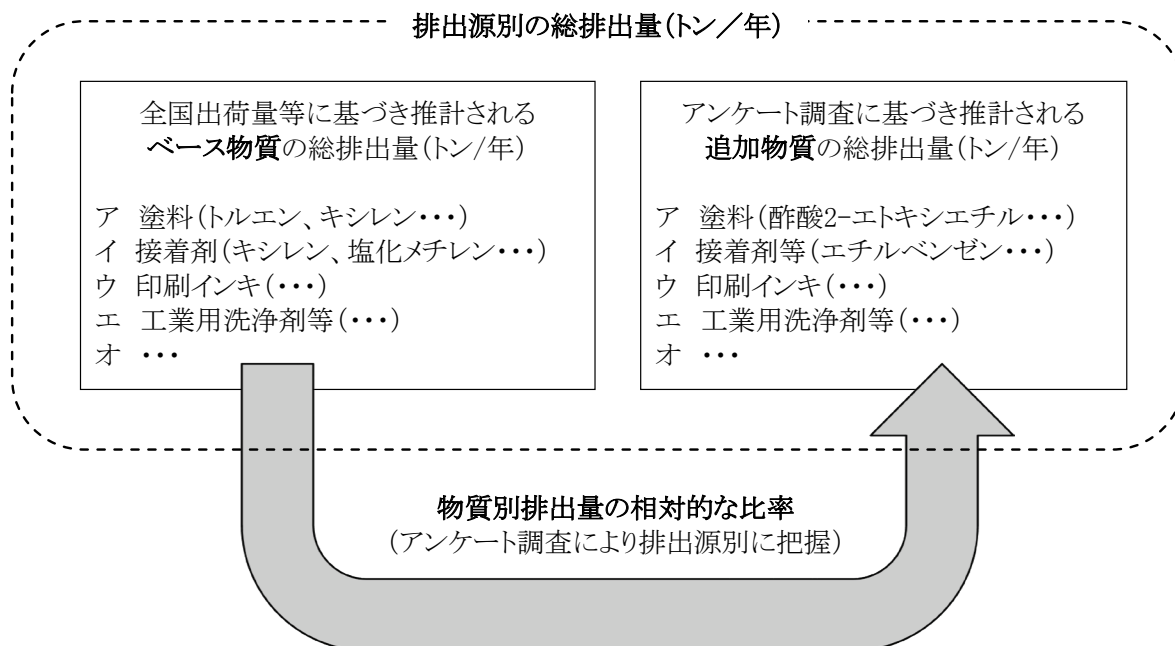 排出源別の総排出量(トン/年)
全国出荷量等に基づき推計される
ベース物質の総排出量(トン/年)
ア 塗料(トルエン、キシレン・・・)
イ 接着剤(キシレン、塩化メチレン・・・)
ウ 印刷インキ(・・・)
エ 工業用洗浄剤等(・・・)
オ ・・・
アンケート調査に基づき推計される
追加物質の総排出量(トン/年)
ア 塗料(酢酸2-エトキシエチル・・・)
イ 接着剤等(エチルベンゼン・・・)
ウ 印刷インキ(・・・)
エ 工業用洗浄剤等(・・・)
オ ・・・
物質別排出量の相対的な比率
(アンケート調査により排出源別に把握)